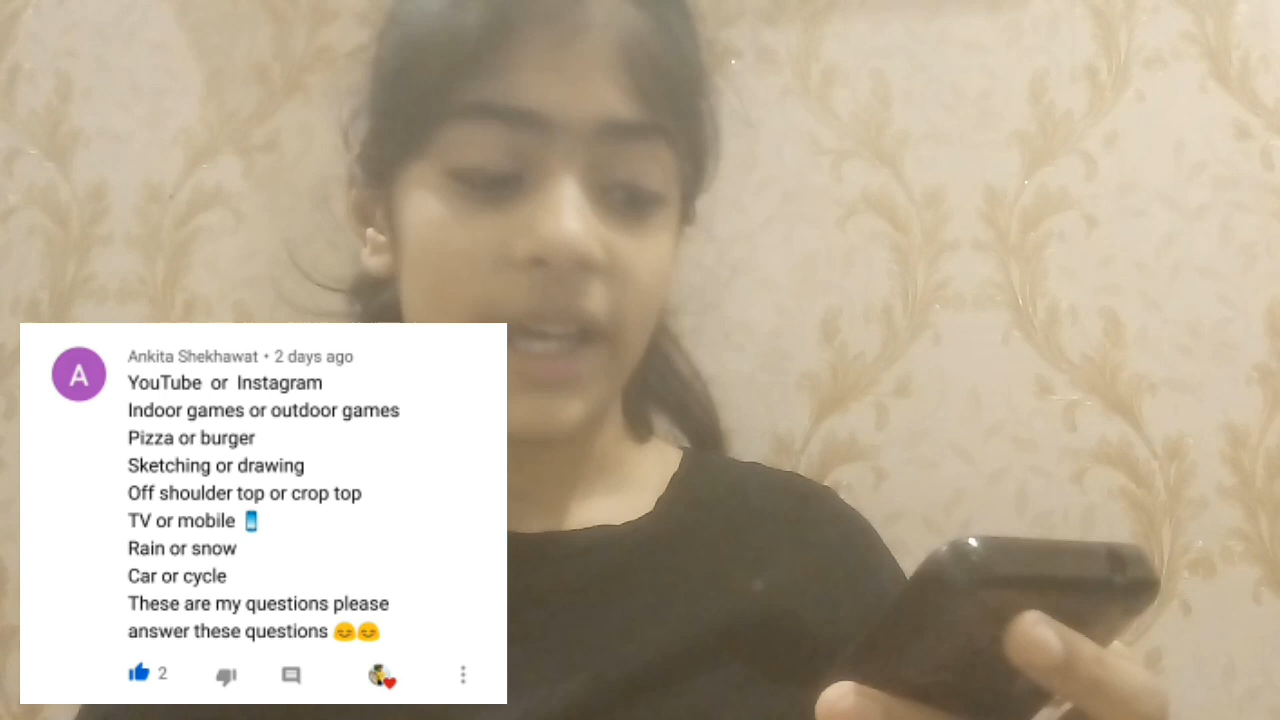 A
Ankita Shekhawat • 2 days ago
YouTube or Instagram
Indoor games or outdoor games
Pizza or burger
Sketching or drawing
Off shoulder top or crop top
TV or mobile 📱
Rain or snow
Car or cycle
These are my questions please
answer these questions 😊😊
2